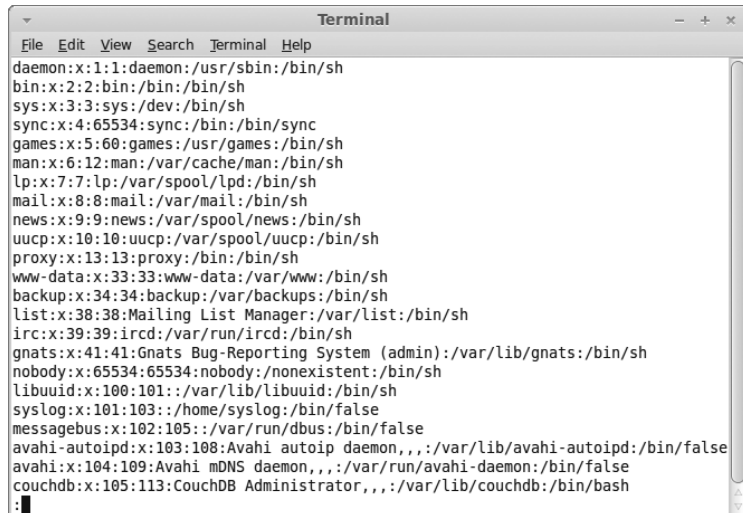 Terminal
File Edit View Search Terminal Help
daemon:x:1:1:daemon:/usr/sbin:/bin/sh
bin:x:2:2:bin:/bin:/bin/sh
sys:x:3:3:sys:/dev:/bin/sh
sync:x:4:65534:sync:/bin:/bin/sync
games:x:5:60:games:/usr/games:/bin/sh
man:x:6:12:man:/var/cache/man:/bin/sh
lp:x:7:7:lp:/var/spool/lpd:/bin/sh
mail:x:8:8:mail:/var/mail:/bin/sh
news:x:9:9:news:/var/spool/news:/bin/sh
uucp:x:10:10:uucp:/var/spool/uucp:/bin/sh
proxy:x:13:13:proxy:/bin:/bin/sh
www-data:x:33:33:www-data:/var/www:/bin/sh
backup:x:34:34:backup:/var/backups:/bin/sh
list:x:38:38:Mailing List Manager:/var/list:/bin/sh
irc:x:39:39:ircd:/var/run/ircd:/bin/sh
gnats:x:41:41:Gnats Bug-Reporting System (admin):/var/lib/gnats:/bin/sh
nobody:x:65534:65534:nobody:/nonexistent:/bin/sh
libuuid:x:100:101::/var/lib/libuuid:/bin/sh
syslog:x:101:103::/home/syslog:/bin/false
messagebus:x:102:105::/var/run/dbus:/bin/false
avahi-autoipd:x:103:108:Avahi autoip daemon,,,:/var/lib/avahi-autoipd:/bin/false
avahi:x:104:109:Avahi mDNS daemon,,,:/var/run/avahi-daemon:/bin/false
couchdb:x:105:113:CouchDB Administrator,,,:/var/lib/couchdb:/bin/bash
: